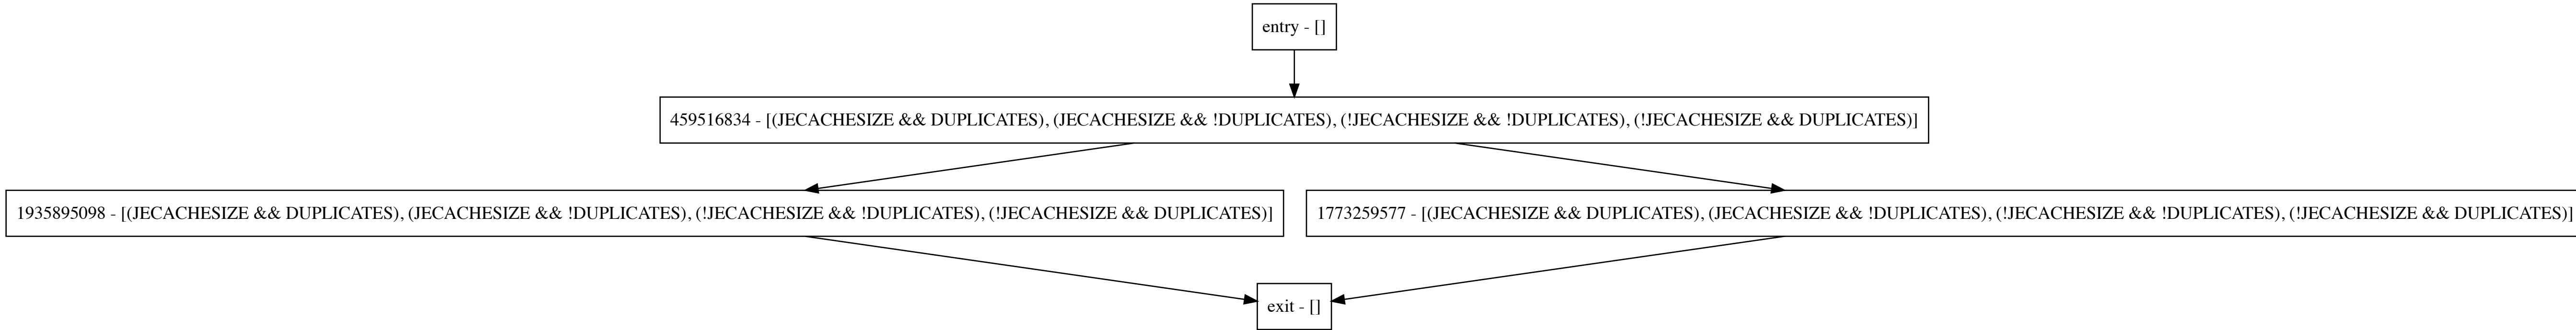 entry - []
459516834 - [(JECACHESIZE && DUPLICATES), (JECACHESIZE && !DUPLICATES), (!JECACHESIZE && !DUPLICATES), (!JECACHESIZE && DUPLICATES)]
1935895098 - [(JECACHESIZE && DUPLICATES), (JECACHESIZE && !DUPLICATES), (!JECACHESIZE && !DUPLICATES), (!JECACHESIZE && DUPLICATES)]
1773259577 - [(JECACHESIZE && DUPLICATES), (JECACHESIZE && !DUPLICATES), (!JECACHESIZE && !DUPLICATES), (!JECACHESIZE && DUPLICATES)]
exit - []